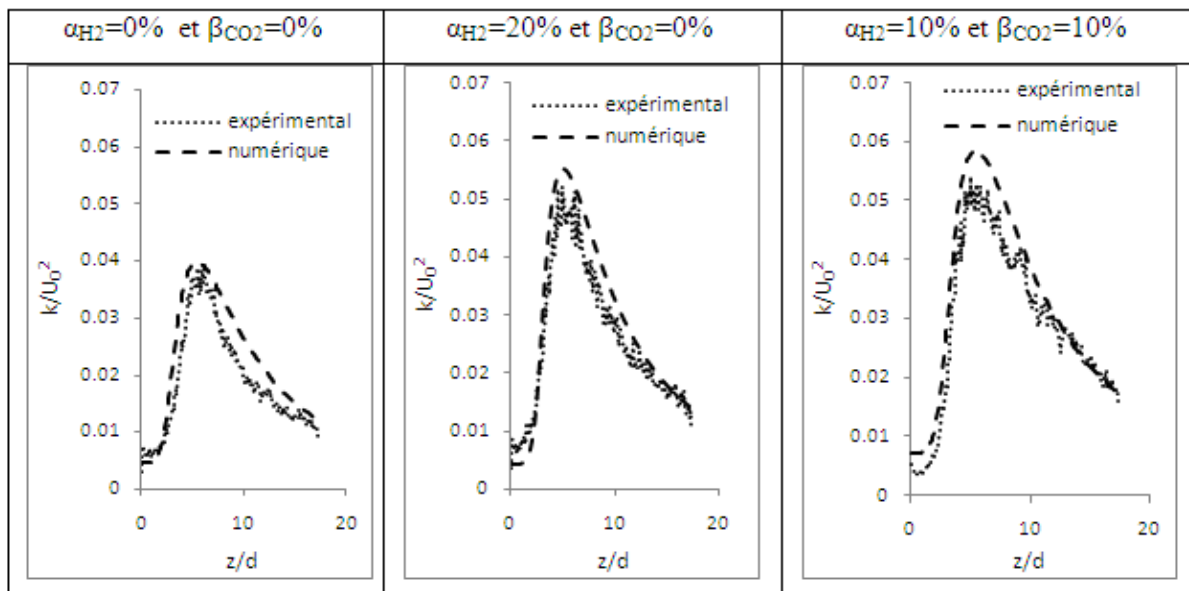 αH2=0% et βCO2=0%
αH2=20% et βCO2=0%
αH2=10% et βCO2=10%
0.07
0.06
0.05
0.04
0.03
0.02
0.01
0
0 10 20
k/U0²
z/d
expérimental
numérique
0.07
0.06
0.05
0.04
0.03
0.02
0.01
0
0 10 20
k/U0²
z/d
expérimental
numérique
0.07
0.06
0.05
0.04
0.03
0.02
0.01
0
0 10 20
k/U0²
z/d
expérimental
numérique